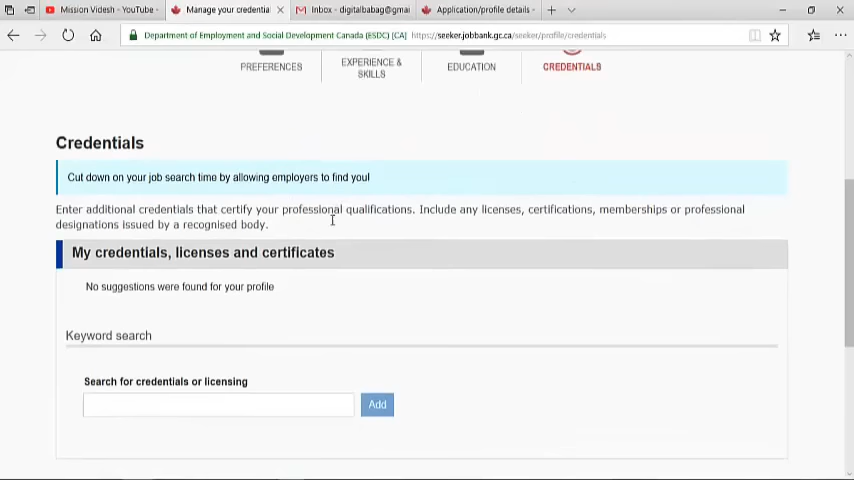 Mission Videsh - YouTube -
Manage your credentia
Inbox - digitalbabag@gmai
Application/profile details -
Department of Employment and Social Development Canada (ESDC) [CA] https://seeker.jobbank.gc.ca/seeker/profile/credentials
PREFERENCES
EXPERIENCE &
SKILLS
EDUCATION
CREDENTIALS
Credentials
Cut down on your job search time by allowing employers to find you!
Enter additional credentials that certify your professional qualifications. Include any licenses, certifications, memberships or professional
designations issued by a recognised body.
My credentials, licenses and certificates
No suggestions were found for your profile
Keyword search
Search for credentials or licensing
Add